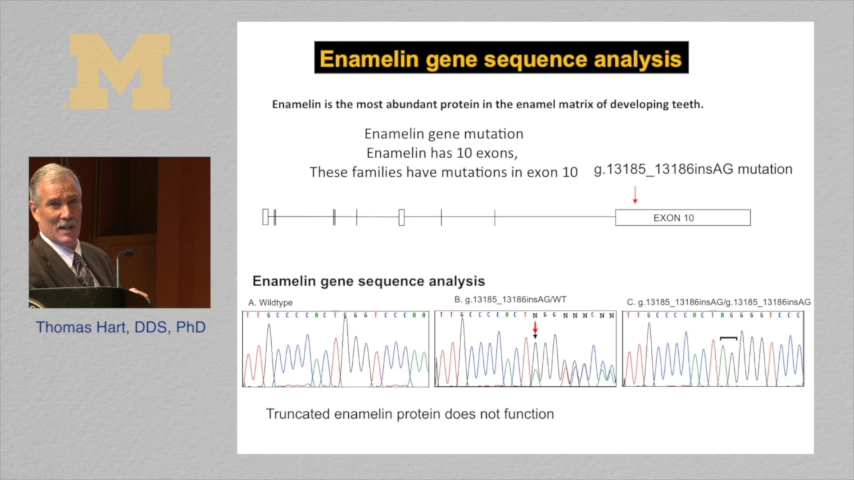 M
Enamelin gene sequence analysis
Enamelin is the most abundant protein in the enamel matrix of developing teeth.
Enamelin gene mutation
Enamelin has 10 exons,
These families have mutations in exon 10
g.13185_13186insAG mutation
EXON 10
Thomas Hart, DDS, PhD
Enamelin gene sequence analysis
A. Wildtype
B. g.13185_13186insAG/WT
C. g.13185_13186insAG/g.13185_13186insAG
T T G C C C C A C T G G G T C C C A A
T T G C C C C A C T N G G N N N C N N
T T G C C C C A C T A G G G G T C C C
Truncated enamelin protein does not function